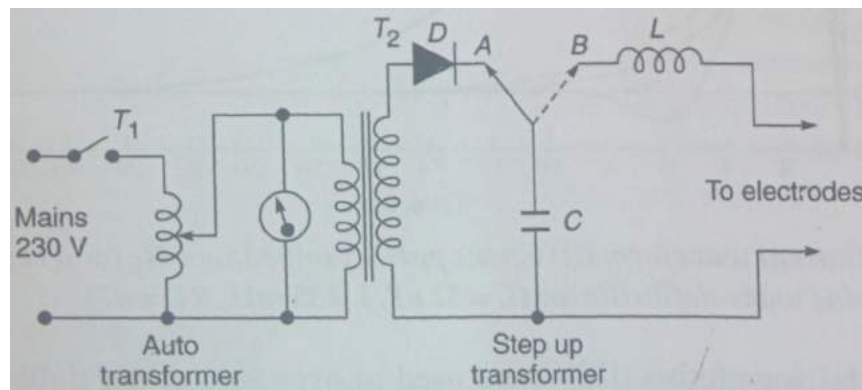 T2 D A B L
T1
Mains
230 V
C
To electrodes
Auto
transformer
Step up
transformer